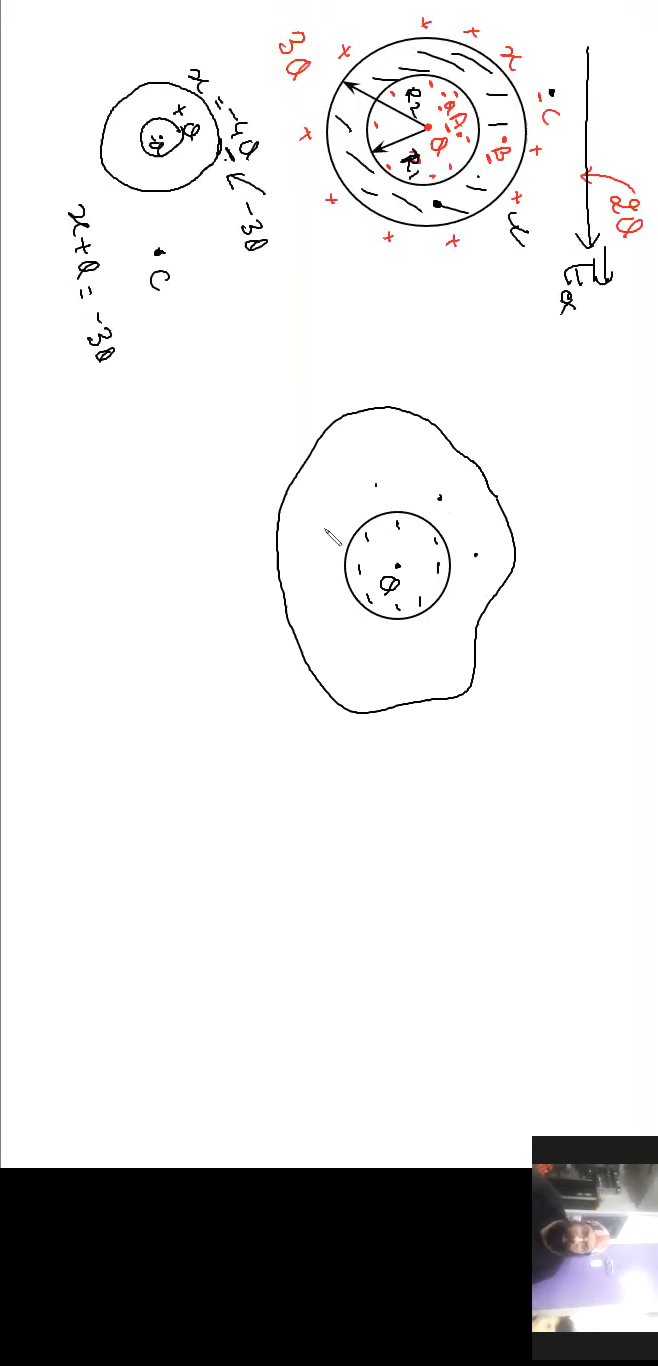 2Q
C
x
B
A
Q
R₂
R₁
3Q
Q
-3Q
x = -4Q
+Q
C
x + Q = -3Q